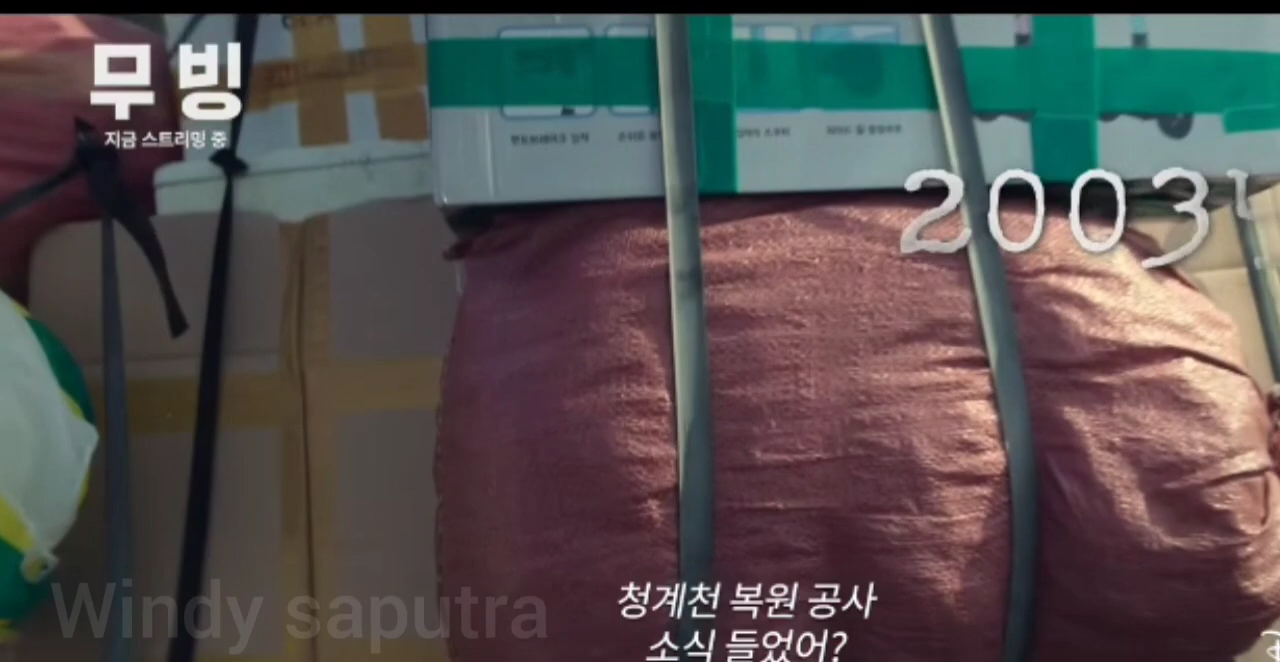 무빙
지금 스트리밍 중
2003
청계천 복원 공사
소식 들었어?
Windy saputra